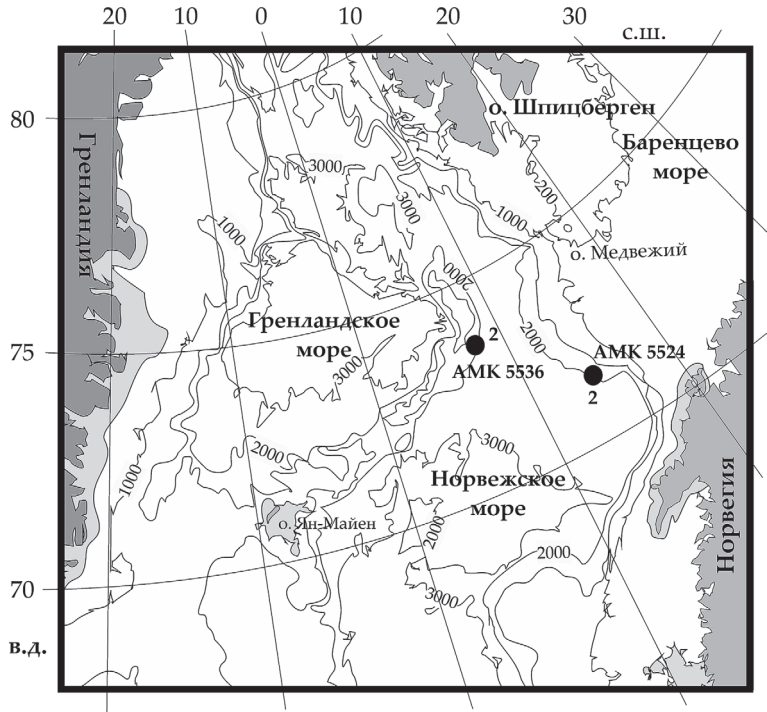 20 10 0 10 20 30
с.ш.
80
о. Шпицберген
Баренцево
море
Гренландия
3000
3000
200
1000
1000
о. Медвежий
2000
Гренландское
море
2
2000
АМК 5524
75
3000
АМК 5536
2
2000
3000
1000
Норвежское
море
о. Ян-Майен
2000
2000
Норвегия
70
3000
в.д.